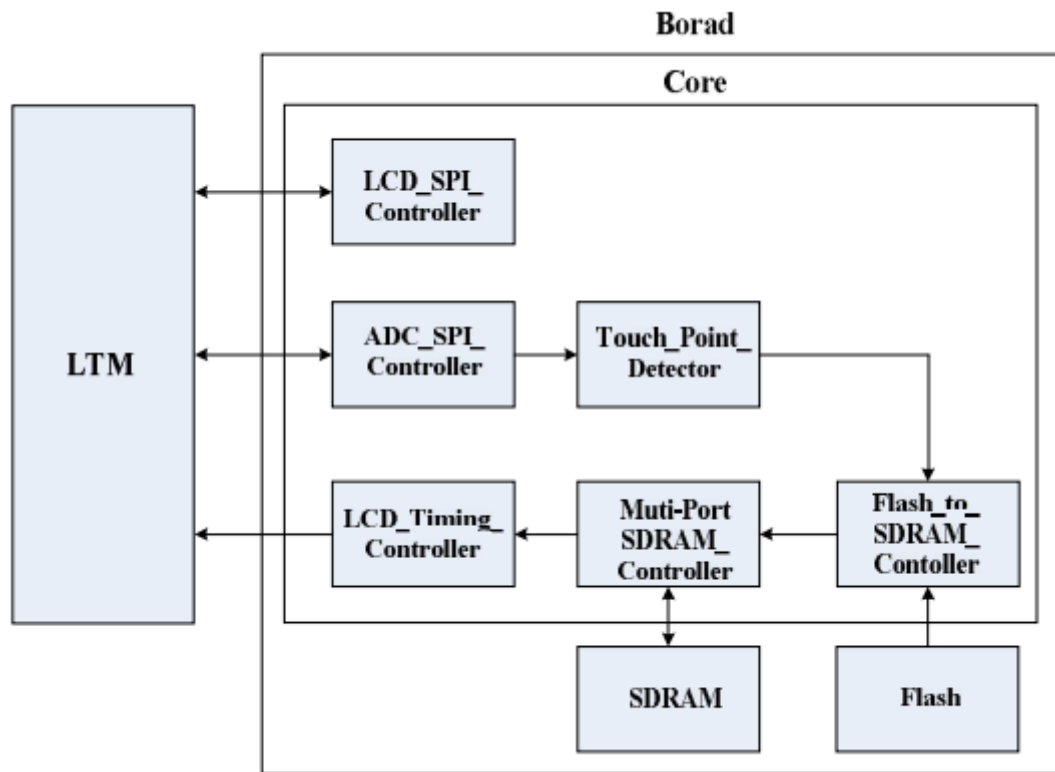 Borad
Core
LTM
LCD_SPI_
Controller
ADC_SPI_
Controller
Touch_Point_
Detector
LCD_Timing_
Controller
Muti-Port
SDRAM_
Controller
Flash_to_
SDRAM_
Contoller
SDRAM
Flash